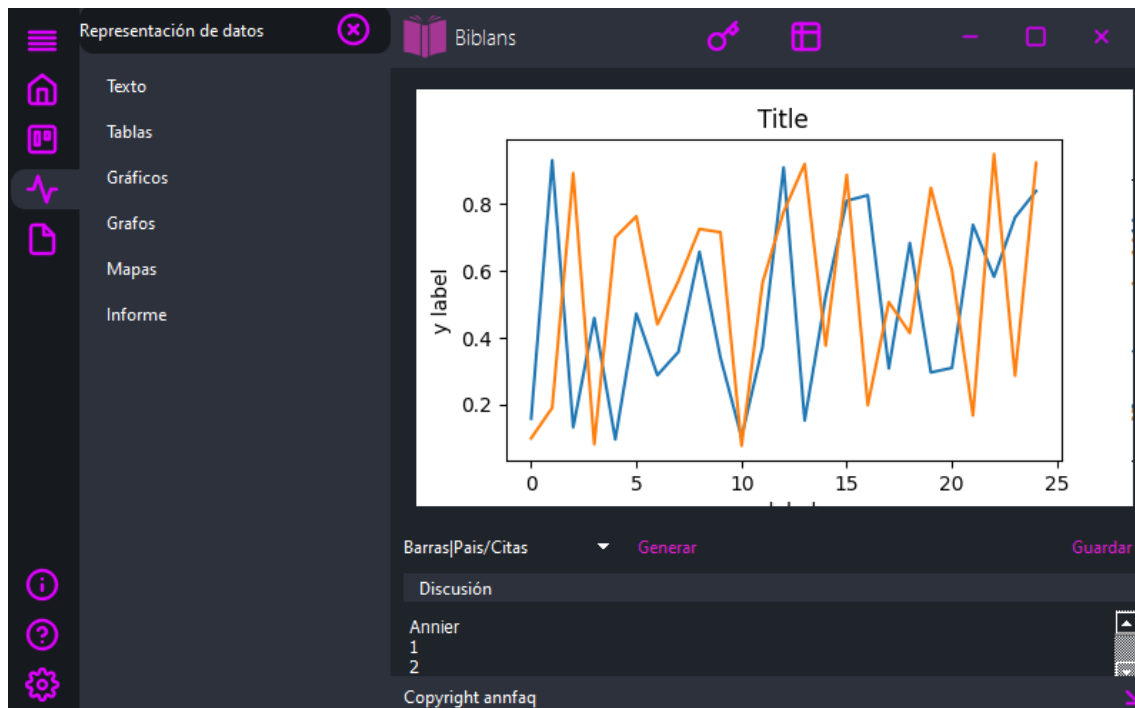 Representación de datos
Biblans
Texto
Tablas
Gráficos
Grafos
Mapas
Informe
Title
y label
0.8
0.6
0.4
0.2
0 5 10 15 20 25
Barras|Pais/Citas
Generar
Guardar
Discusión
Annier
1
2
Copyright annfaq